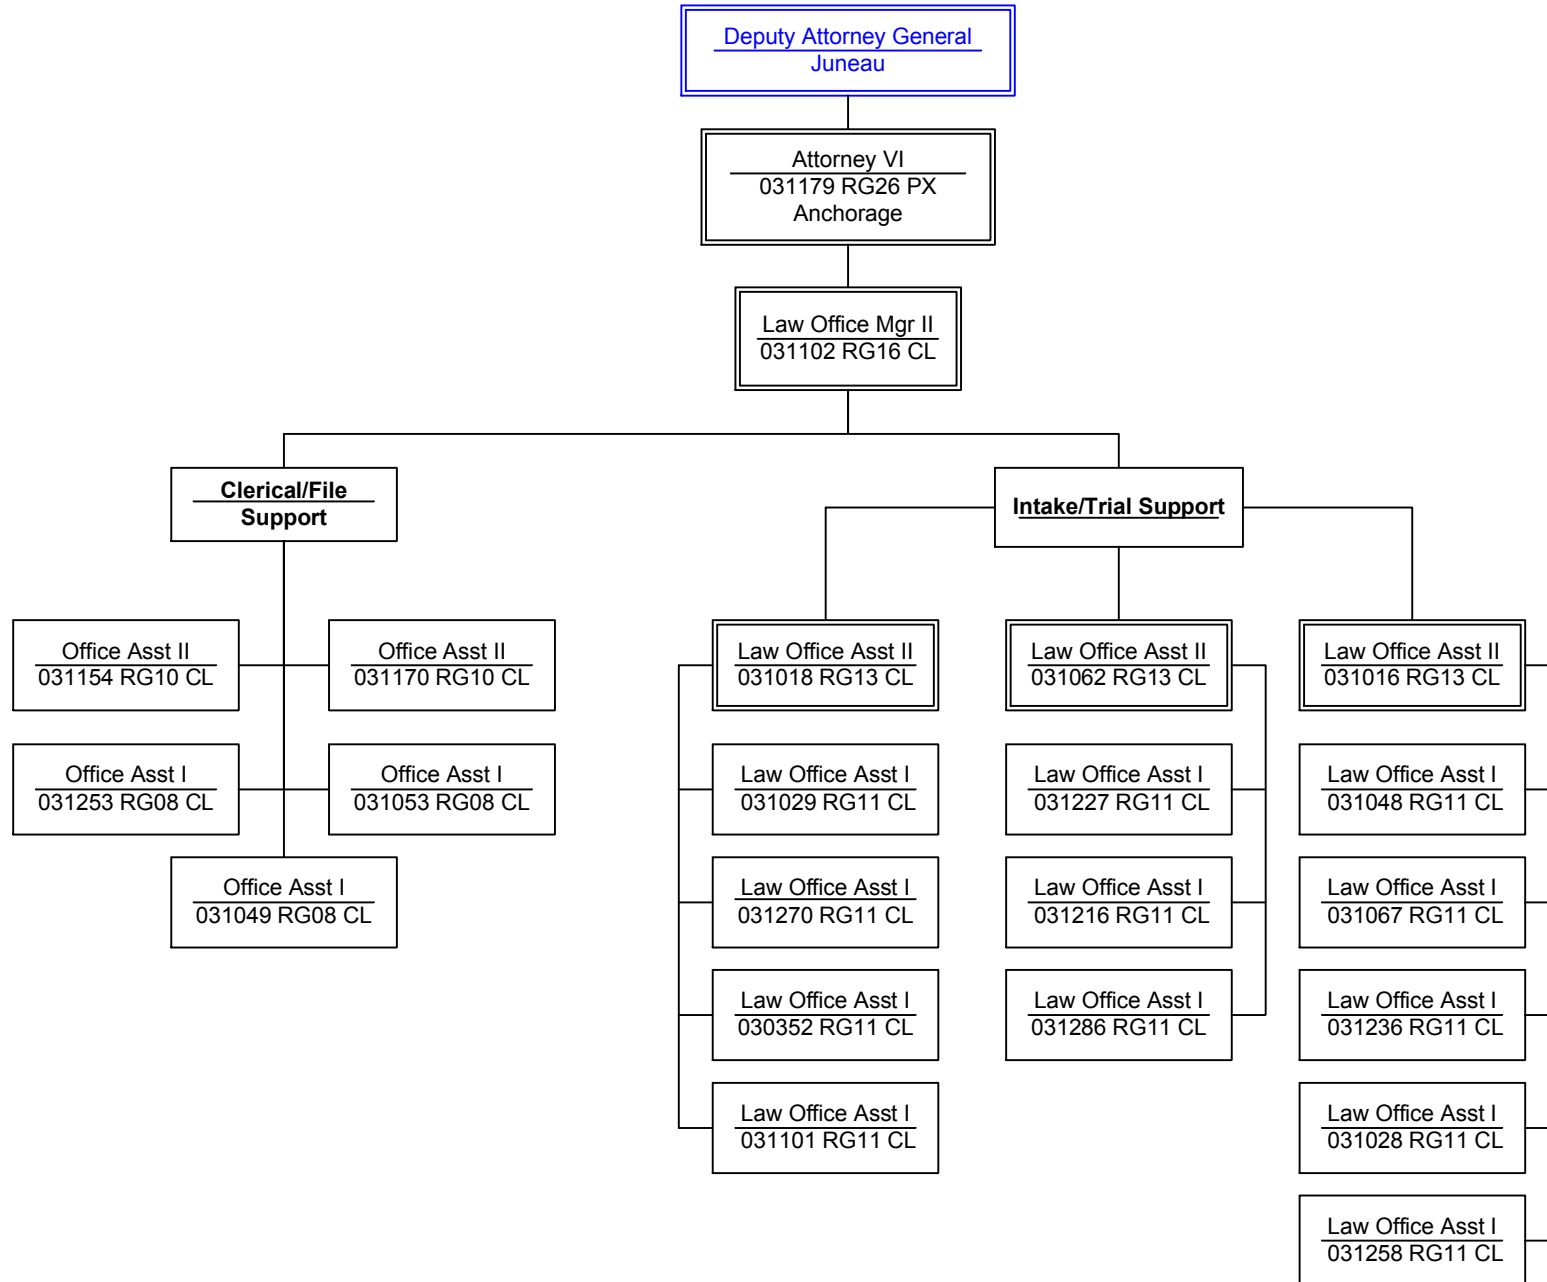 Deputy Attorney General
Juneau
Attorney VI
031179 RG26 PX
Anchorage
Law Office Mgr II
031102 RG16 CL
Clerical/File
Support
Intake/Trial Support
Office Asst II
031154 RG10 CL
Office Asst II
031170 RG10 CL
Office Asst I
031253 RG08 CL
Office Asst I
031053 RG08 CL
Office Asst I
031049 RG08 CL
Law Office Asst II
031018 RG13 CL
Law Office Asst I
031029 RG11 CL
Law Office Asst I
031270 RG11 CL
Law Office Asst I
030352 RG11 CL
Law Office Asst I
031101 RG11 CL
Law Office Asst II
031062 RG13 CL
Law Office Asst I
031227 RG11 CL
Law Office Asst I
031216 RG11 CL
Law Office Asst I
031286 RG11 CL
Law Office Asst II
031016 RG13 CL
Law Office Asst I
031048 RG11 CL
Law Office Asst I
031067 RG11 CL
Law Office Asst I
031236 RG11 CL
Law Office Asst I
031028 RG11 CL
Law Office Asst I
031258 RG11 CL